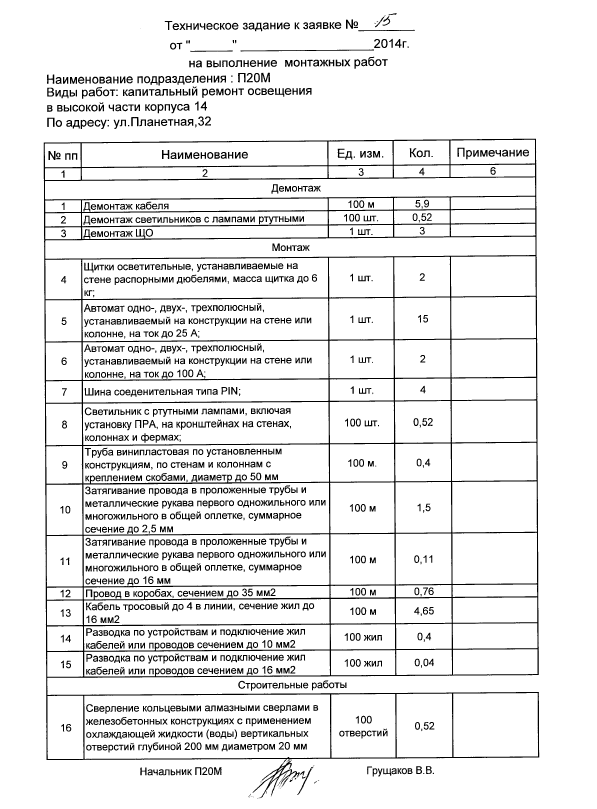 Техническое задание к заявке № 15
от "______" ____________________2014г.
на выполнение монтажных работ
Наименование подразделения : П20М
Виды работ: капитальный ремонт освещения
в высокой части корпуса 14
По адресу: ул.Планетная,32
№ пп Наименование Ед. изм. Кол. Примечание
1 2 3 4 6
Демонтаж
1 Демонтаж кабеля 100 м 5,9
2 Демонтаж светильников с лампами ртутными 100 шт. 0,52
3 Демонтаж ЩО 1 шт. 3
Монтаж
Щитки осветительные, устанавливаемые на
4 стене распорными дюбелями, масса щитка до 6 1 шт. 2
кг;
Автомат одно-, двух-, трехполюсный,
5 устанавливаемый на конструкции на стене или 1 шт. 15
колонне, на ток до 25 А;
Автомат одно-, двух-, трехполюсный,
6 устанавливаемый на конструкции на стене или 1 шт. 2
колонне, на ток до 100 А;
7 Шина соеденительная типа PIN; 1 шт. 4
Светильник с ртутными лампами, включая
8 установку ПРА, на кронштейнах на стенах, 100 шт. 0,52
колоннах и фермах;
Труба винипластовая по установленным
9 конструкциям, по стенам и колоннам с 100 м. 0,4
креплением скобами, диаметр до 50 мм
Затягивание провода в проложенные трубы и
металлические рукава первого одножильного или
10 многожильного в общей оплетке, суммарное 100 м 1,5
сечение до 2,5 мм
Затягивание провода в проложенные трубы и
металлические рукава первого одножильного или
11 многожильного в общей оплетке, суммарное 100 м 0,11
сечение до 16 мм
12 Провод в коробах, сечением до 35 мм2 100 м 0,76
13 Кабель тросовый до 4 в линии, сечение жил до 100 м 4,65
16 мм2
14 Разводка по устройствам и подключение жил 100 жил 0,4
кабелей или проводов сечением до 10 мм2
15 Разводка по устройствам и подключение жил 100 жил 0,04
кабелей или проводов сечением до 16 мм2
Строительные работы
Сверление кольцевыми алмазными сверлами в
16 железобетонных конструкциях с применением 100 0,52
охлаждающей жидкости (воды) вертикальных отверстий
отверстий глубиной 200 мм диаметром 20 мм
Начальник П20М Грущаков В.В.